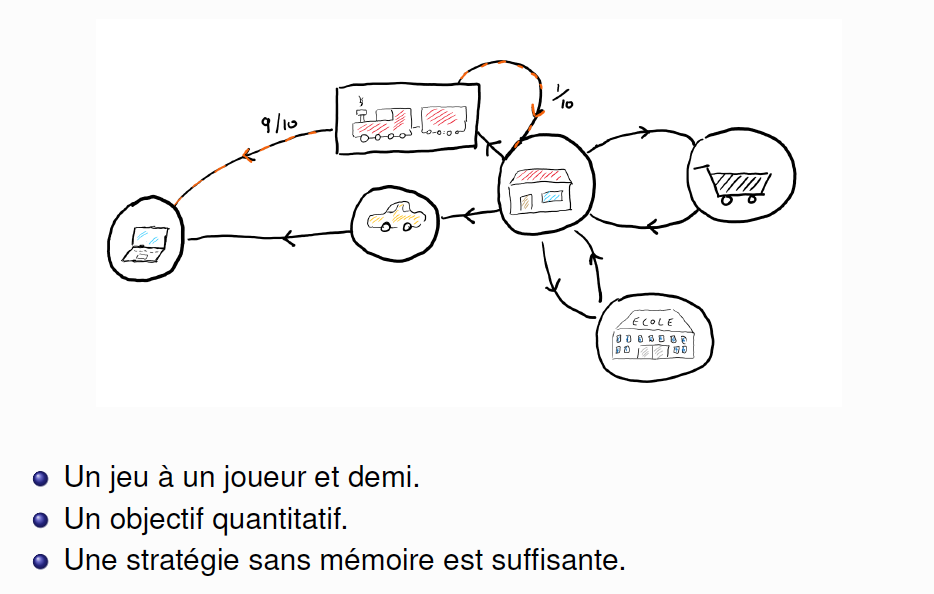 1/10
9/10
ECOLE
Un jeu à un joueur et demi.
Un objectif quantitatif.
Une stratégie sans mémoire est suffisante.